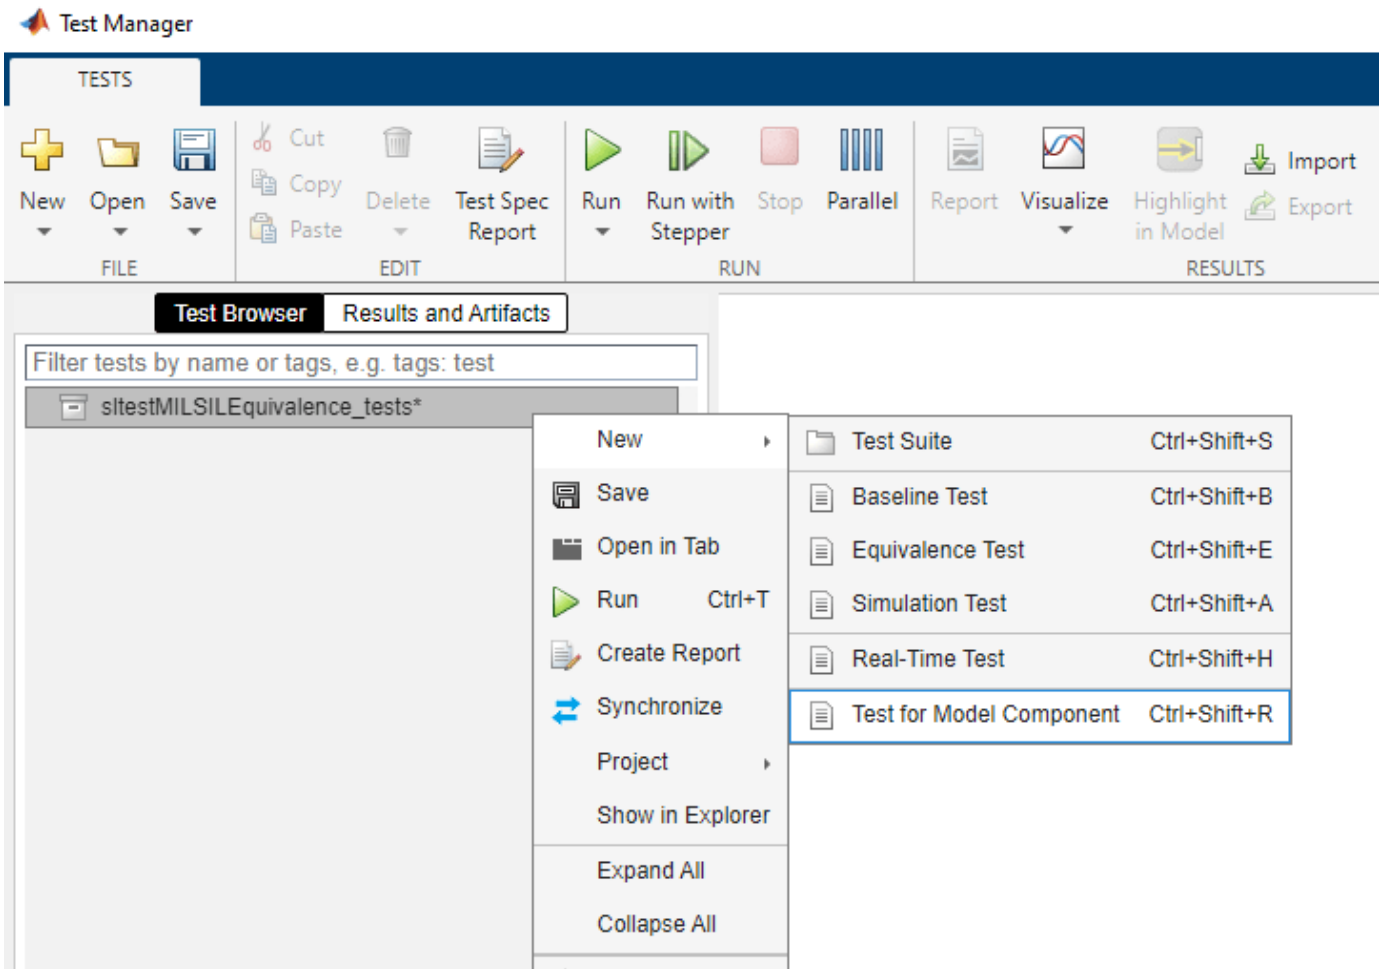 Test Manager
TESTS
New
Open
Save
Cut
Copy
Paste
Delete
Test Spec
Report
Run
Run with
Stepper
Stop
Parallel
Report
Visualize
Highlight
in Model
Import
Export
FILE
EDIT
RUN
RESULTS
Test Browser
Results and Artifacts
Filter tests by name or tags, e.g. tags: test
sltestMILSILEquivalence_tests*
New
Save
Open in Tab
Run Ctrl+T
Create Report
Synchronize
Project
Show in Explorer
Expand All
Collapse All
Test Suite Ctrl+Shift+S
Baseline Test Ctrl+Shift+B
Equivalence Test Ctrl+Shift+E
Simulation Test Ctrl+Shift+A
Real-Time Test Ctrl+Shift+H
Test for Model Component Ctrl+Shift+R